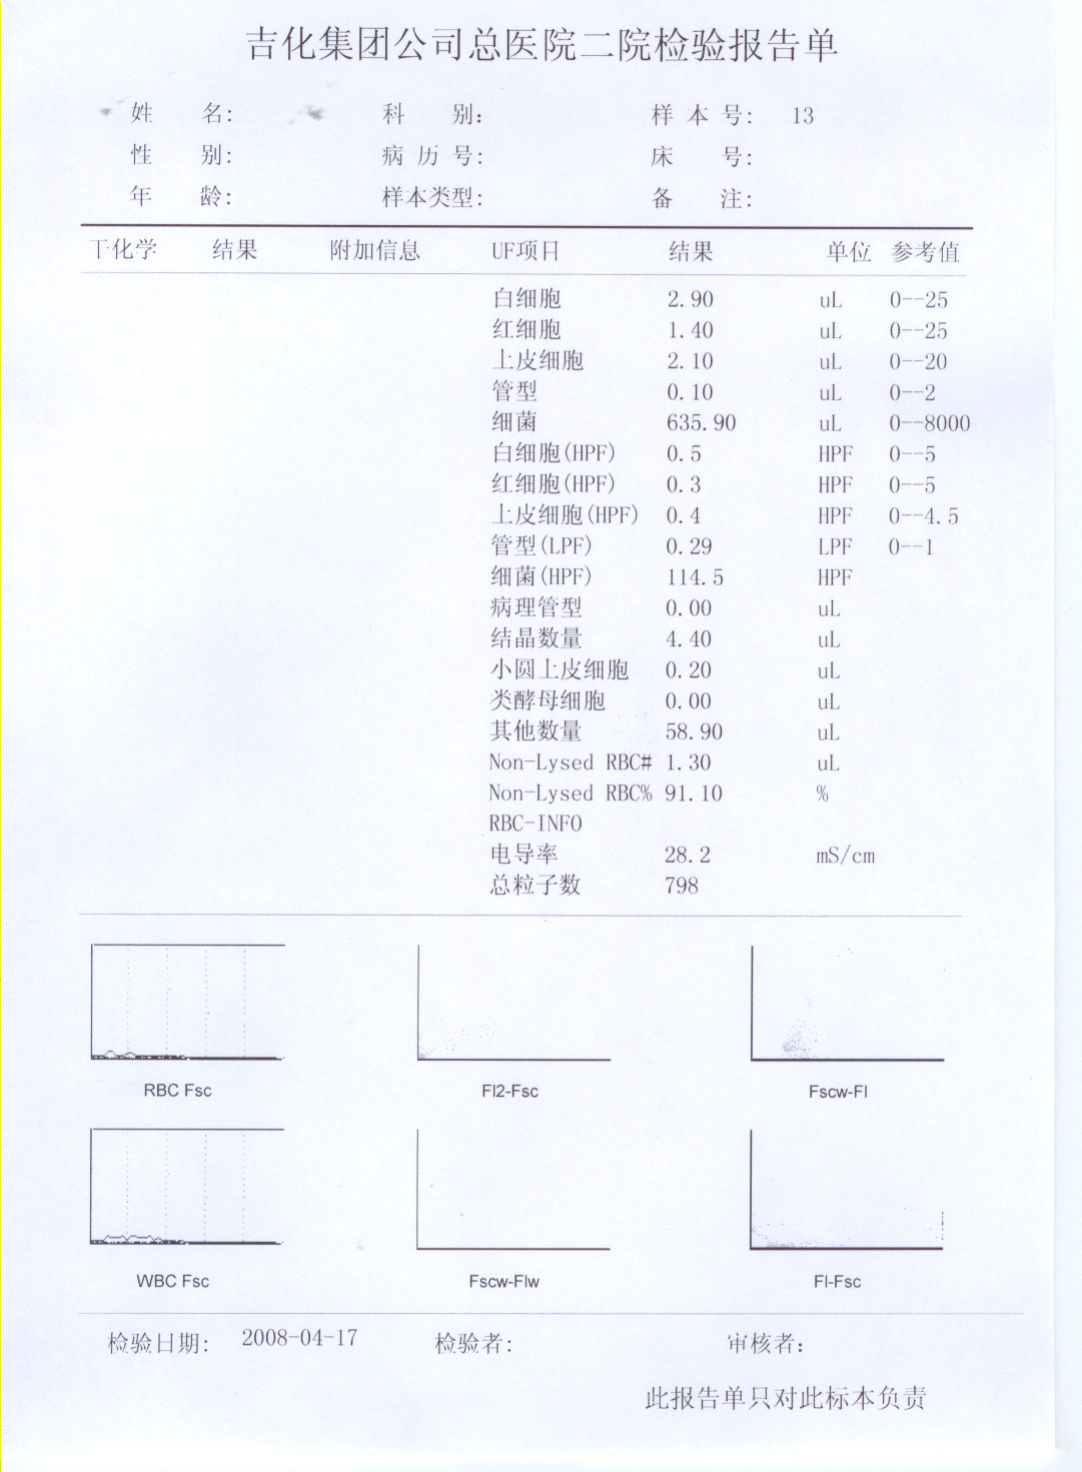 吉化集团公司总医院二院检验报告单
姓 名: 科 别: 样 本 号: 13
性 别: 病 历 号: 床 号:
年 龄: 样本类型: 备 注:
干化学 结果 附加信息 UF项目 结果 单位 参考值
白细胞 2.90 uL 0--25
红细胞 1.40 uL 0--25
上皮细胞 2.10 uL 0--20
管型 0.10 uL 0--2
细菌 635.90 uL 0--8000
白细胞(HPF) 0.5 HPF 0--5
红细胞(HPF) 0.3 HPF 0--5
上皮细胞(HPF) 0.4 HPF 0--4.5
管型(LPF) 0.29 LPF 0--1
细菌(HPF) 114.5 HPF
病理管型 0.00 uL
结晶数量 4.40 uL
小圆上皮细胞 0.20 uL
类酵母细胞 0.00 uL
其他数量 58.90 uL
Non-Lysed RBC# 1.30 uL
Non-Lysed RBC% 91.10 %
RBC-INFO
电导率 28.2 mS/cm
总粒子数 798
RBC Fsc Fl2-Fsc Fscw-Fl
WBC Fsc Fscw-Flw Fl-Fsc
检验日期: 2008-04-17 检验者: 审核者:
此报告单只对此标本负责